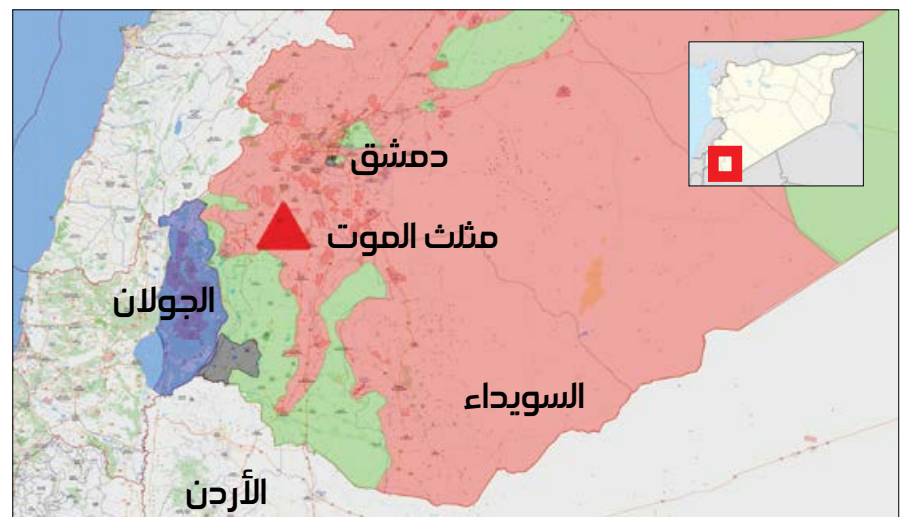 دمشق
مثلث الموت
الجولان
السويداء
الأردن